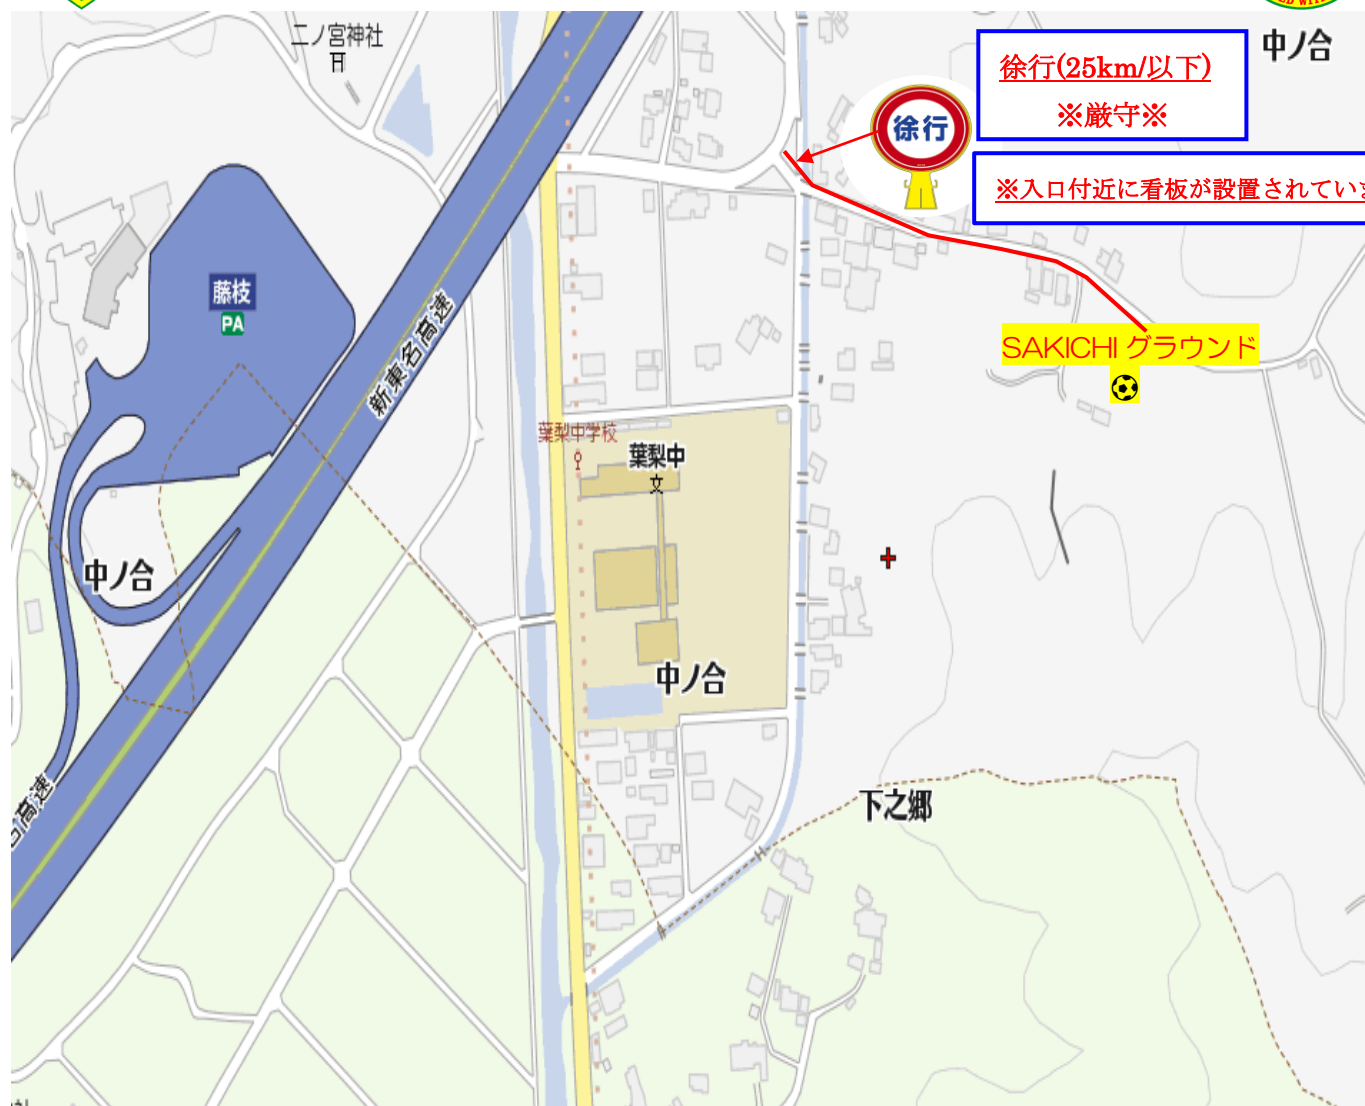 ED WIT
二ノ宮神社
中ノ合
徐行(25km/以下)
※厳守※
徐行
※入口付近に看板が設置されてい
藤枝
PA
新東名高速
SAKICHI グラウンド
葉梨中学校
葉梨中
中ノ合
中ノ合
高速
下之郷